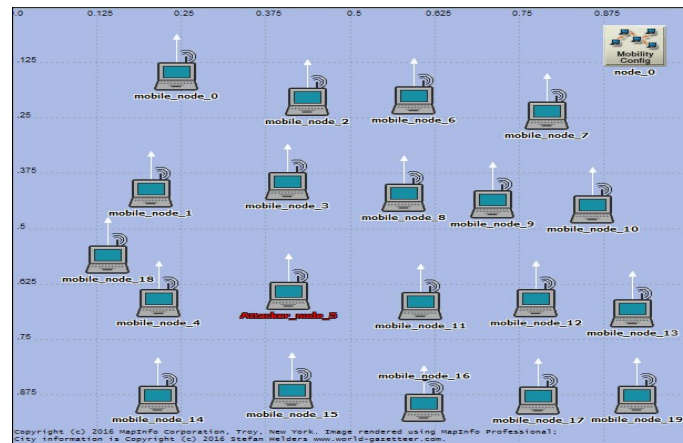 .0 0.125 0.25 0.375 0.5 0.625 0.75 0.875
Mobility
Config
node_0
.125
mobile_node_0
mobile_node_2
mobile_node_6
mobile_node_7
.25
.375
mobile_node_1
mobile_node_3
mobile_node_8
mobile_node_9
mobile_node_10
.5
mobile_node_18
.625
mobile_node_4
Attacker_node_5
mobile_node_11
mobile_node_12
mobile_node_13
.75
mobile_node_16
.875
mobile_node_14
mobile_node_15
mobile_node_17
mobile_node_19
Copyright (c) 2016 MapInfo Corporation, Troy, New York. Image rendered using MapInfo Professional;
City information is Copyright (c) 2016 Stefan Helders www.world-gazetteer.com.